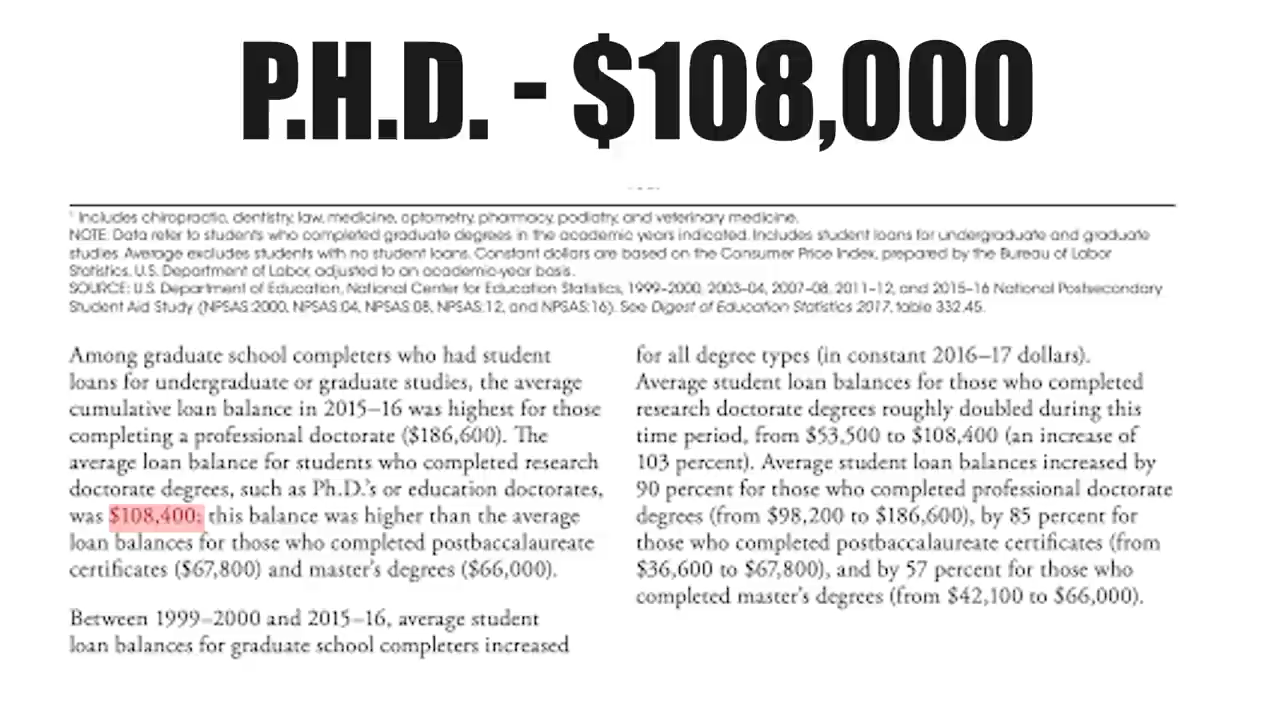 P.H.D. - $108,000
¹ Includes chiropractic, dentistry, law, medicine, optometry, pharmacy, podiatry, and veterinary medicine.
NOTE: Data refer to students who completed graduate degrees in the academic years indicated. Includes student loans for undergraduate and graduate
studies. Average excludes students with no student loans. Constant dollars are based on the Consumer Price Index, prepared by the Bureau of Labor
Statistics, U.S. Department of Labor, adjusted to an academic-year basis.
SOURCE: U.S. Department of Education, National Center for Education Statistics, 1999–2000, 2003–04, 2007–08, 2011–12, and 2015–16 National Postsecondary
Student Aid Study (NPSAS:2000, NPSAS:04, NPSAS:08, NPSAS:12, and NPSAS:16). See Digest of Education Statistics 2017, table 332.45.
Among graduate school completers who had student
loans for undergraduate or graduate studies, the average
cumulative loan balance in 2015–16 was highest for those
completing a professional doctorate ($186,600). The
average loan balance for students who completed research
doctorate degrees, such as Ph.D.'s or education doctorates,
was $108,400; this balance was higher than the average
loan balances for those who completed postbaccalaureate
certificates ($67,800) and master's degrees ($66,000).
Between 1999–2000 and 2015–16, average student
loan balances for graduate school completers increased
for all degree types (in constant 2016–17 dollars).
Average student loan balances for those who completed
research doctorate degrees roughly doubled during this
time period, from $53,500 to $108,400 (an increase of
103 percent). Average student loan balances increased by
90 percent for those who completed professional doctorate
degrees (from $98,200 to $186,600), by 85 percent for
those who completed postbaccalaureate certificates (from
$36,600 to $67,800), and by 57 percent for those who
completed master's degrees (from $42,100 to $66,000).